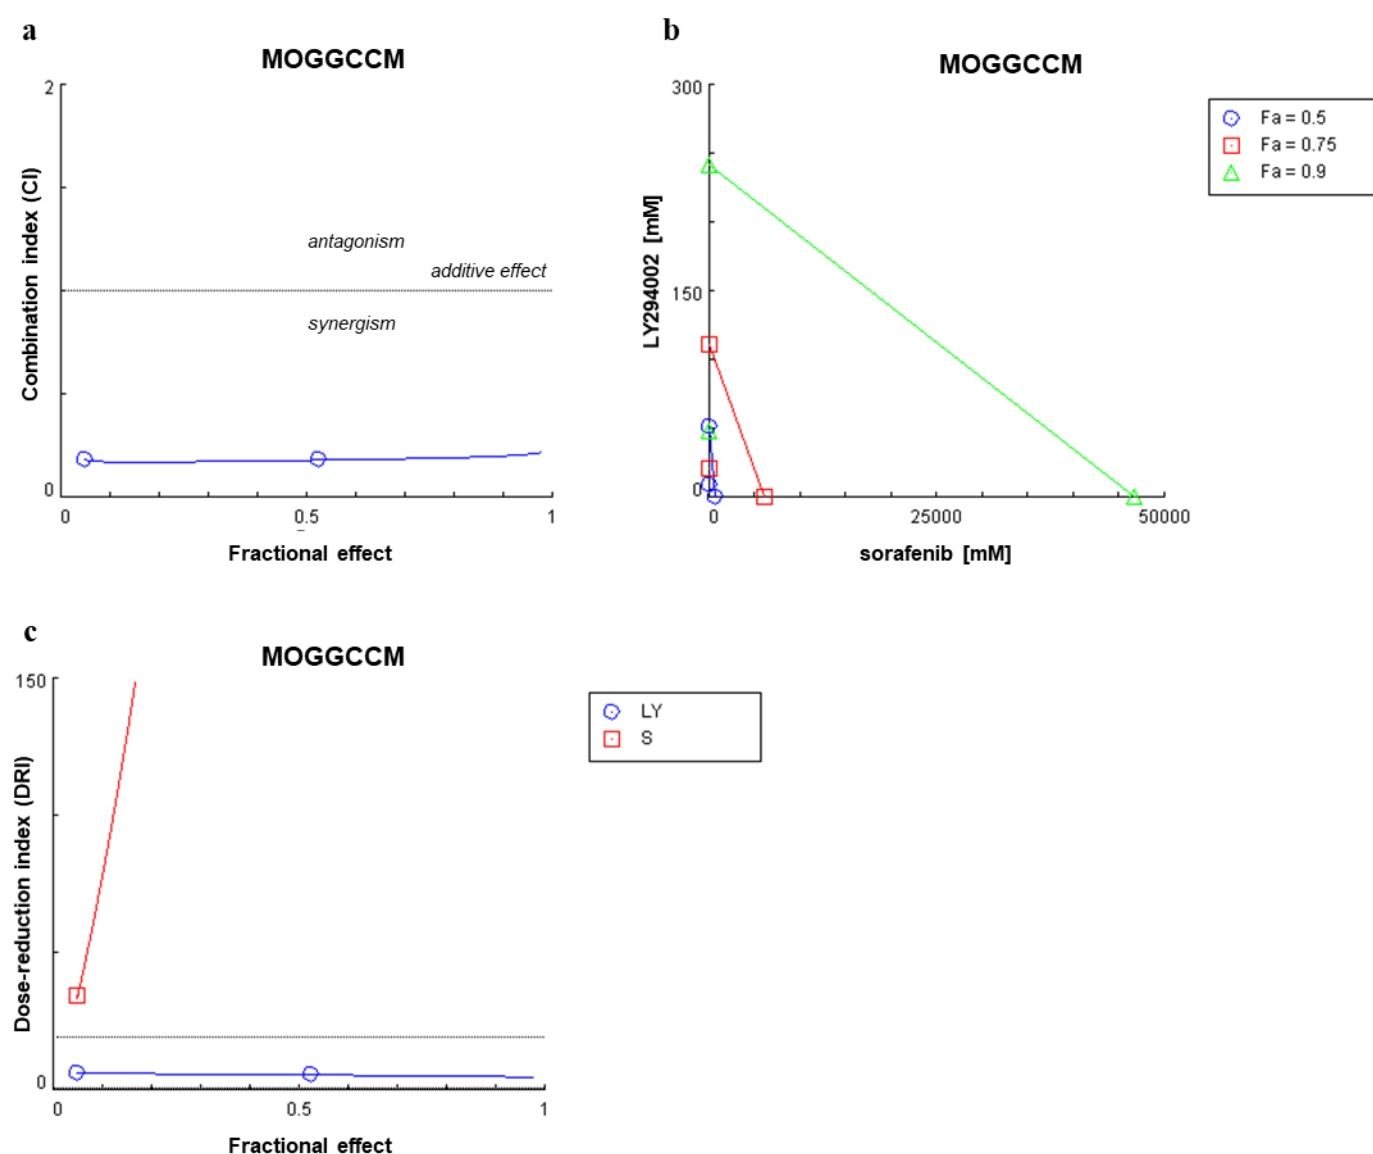 a
MOGGCCM
2
Combination index (CI)
antagonism
additive effect
synergism
0
0
0.5
1
Fractional effect
b
MOGGCCM
300
LY294002 [mM]
150
0
0
25000
50000
sorafenib [mM]
Fa = 0.5
Fa = 0.75
Fa = 0.9
c
MOGGCCM
150
Dose-reduction index (DRI)
0
0
0.5
1
Fractional effect
LY
S